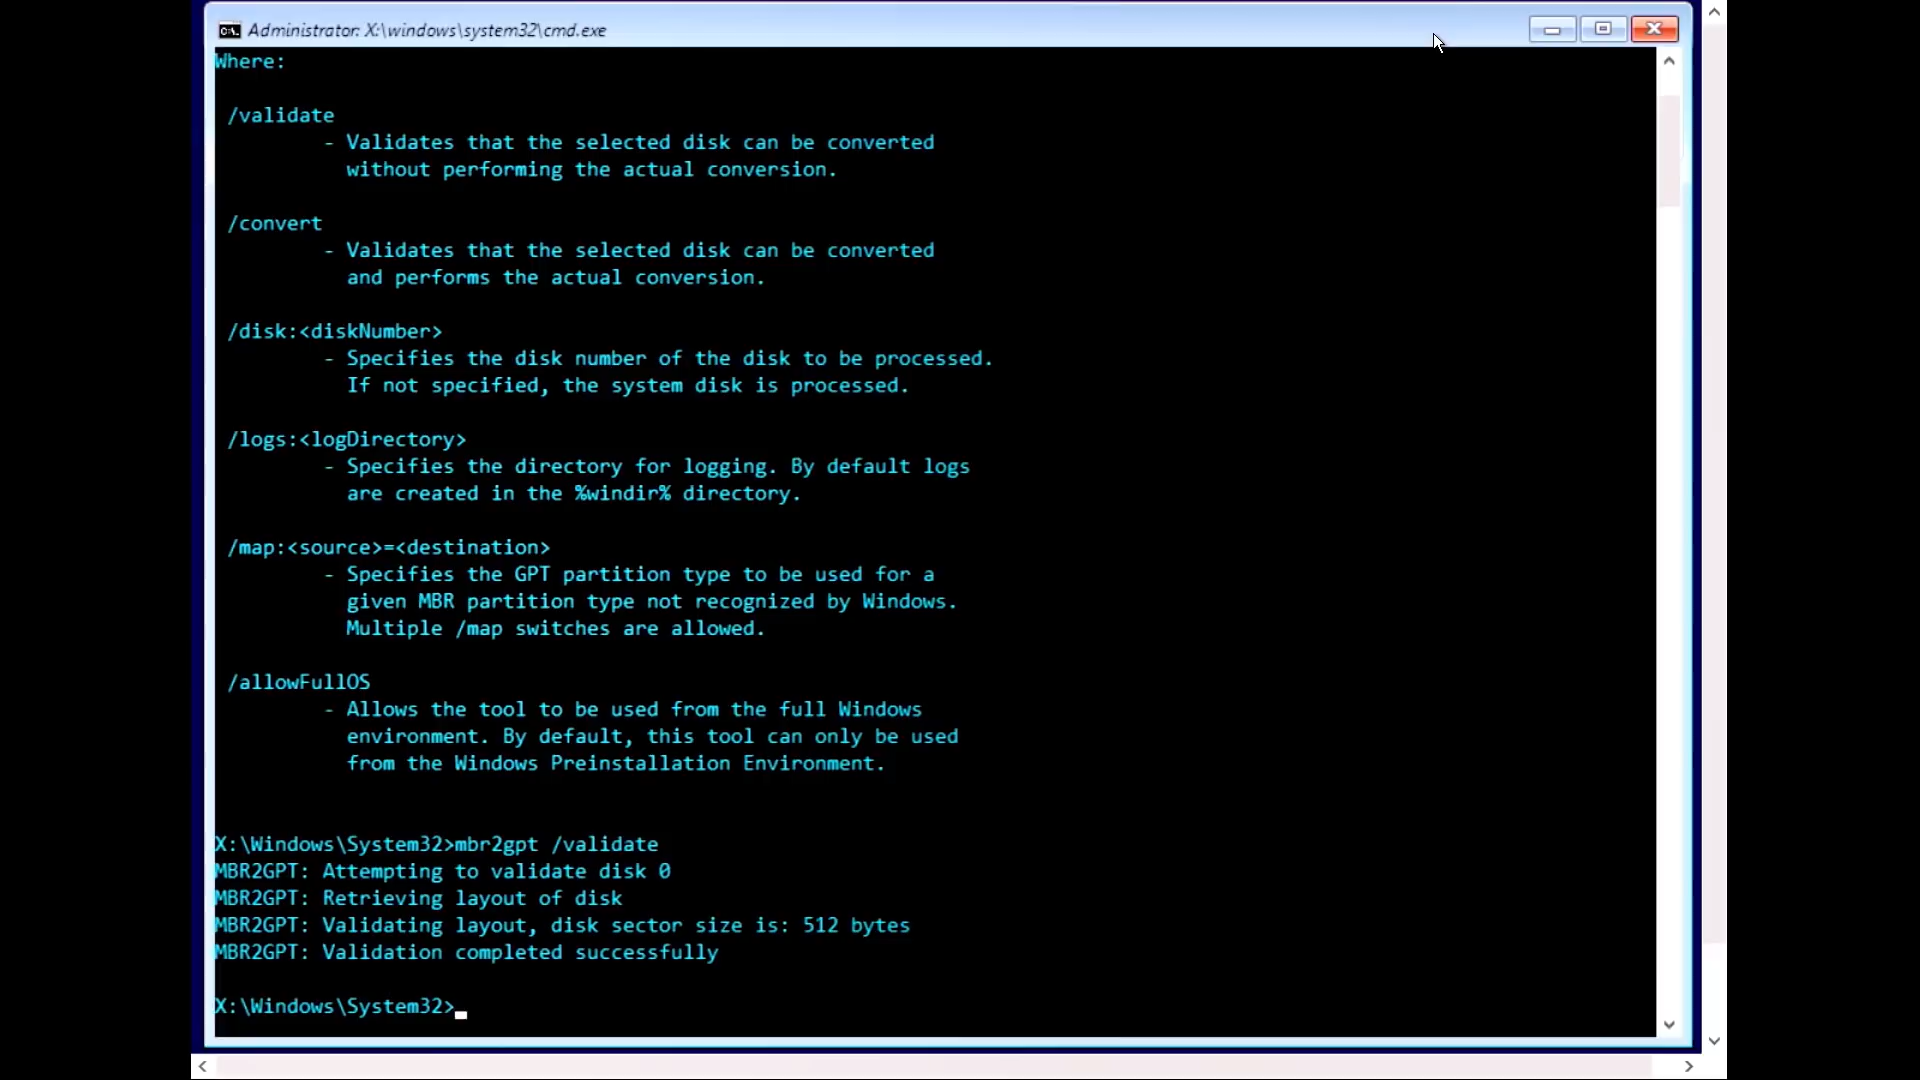 Administrator: X:\windows\system32\cmd.exe
Where:
/validate
- Validates that the selected disk can be converted
without performing the actual conversion.
/convert
- Validates that the selected disk can be converted
and performs the actual conversion.
/disk:<diskNumber>
- Specifies the disk number of the disk to be processed.
If not specified, the system disk is processed.
/logs:<logDirectory>
- Specifies the directory for logging. By default logs
are created in the %windir% directory.
/map:<source>=<destination>
- Specifies the GPT partition type to be used for a
given MBR partition type not recognized by Windows.
Multiple /map switches are allowed.
/allowFullOS
- Allows the tool to be used from the full Windows
environment. By default, this tool can only be used
from the Windows Preinstallation Environment.
X:\Windows\System32>mbr2gpt /validate
MBR2GPT: Attempting to validate disk 0
MBR2GPT: Retrieving layout of disk
MBR2GPT: Validating layout, disk sector size is: 512 bytes
MBR2GPT: Validation completed successfully
X:\Windows\System32>